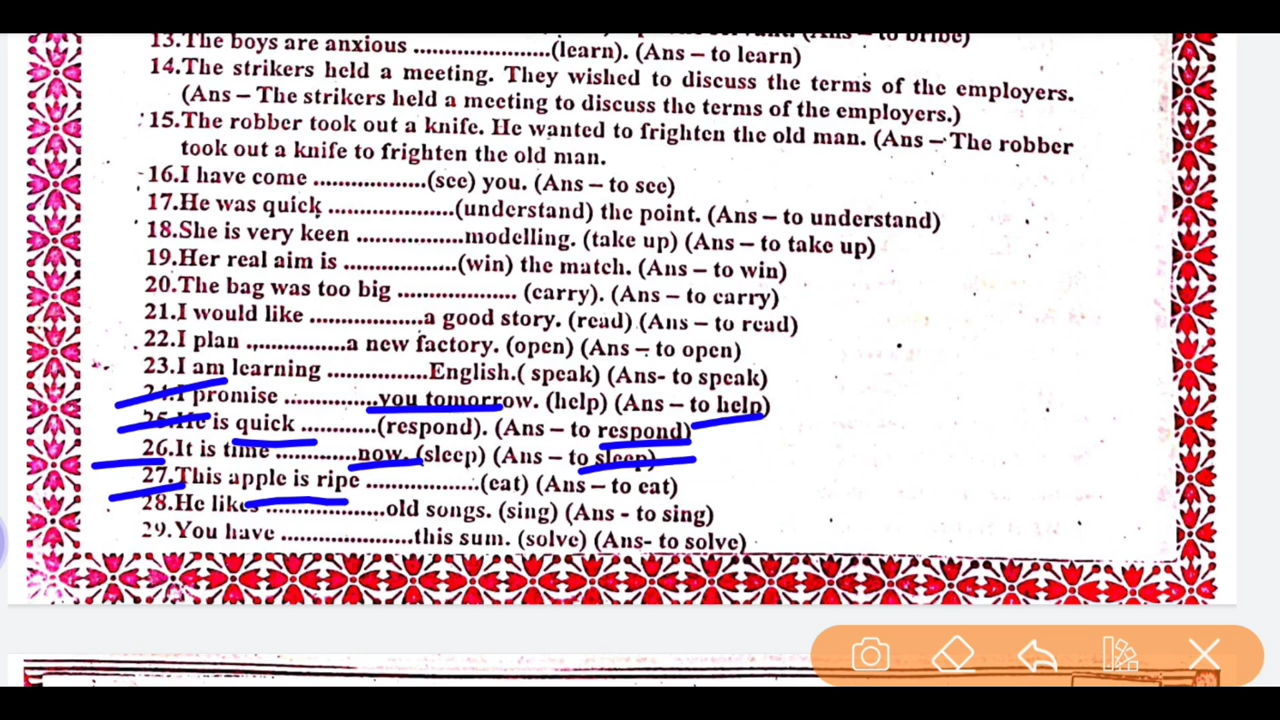 (Ans – to bribe)
13.The boys are anxious .....................(learn). (Ans – to learn)
14.The strikers held a meeting. They wished to discuss the terms of the employers.
(Ans – The strikers held a meeting to discuss the terms of the employers.)
15.The robber took out a knife. He wanted to frighten the old man. (Ans – The robber
took out a knife to frighten the old man.
16.I have come .................(see) you. (Ans – to see)
17.He was quick ...................(understand) the point. (Ans – to understand)
18.She is very keen ................modelling. (take up) (Ans – to take up)
19.Her real aim is .................(win) the match. (Ans – to win)
20.The bag was too big .................. (carry). (Ans – to carry)
21.I would like .................a good story. (read) (Ans – to read)
22.I plan ...............a new factory. (open) (Ans – to open)
23.I am learning ...............English.( speak) (Ans- to speak)
24.I promise ..............you tomorrow. (help) (Ans – to help)
25.He is quick ...........(respond). (Ans – to respond)
26.It is time ............now. (sleep) (Ans – to sleep)
27.This apple is ripe .................(eat) (Ans – to eat)
28.He likes ..................old songs. (sing) (Ans - to sing)
29.You have ....................this sum. (solve) (Ans- to solve)